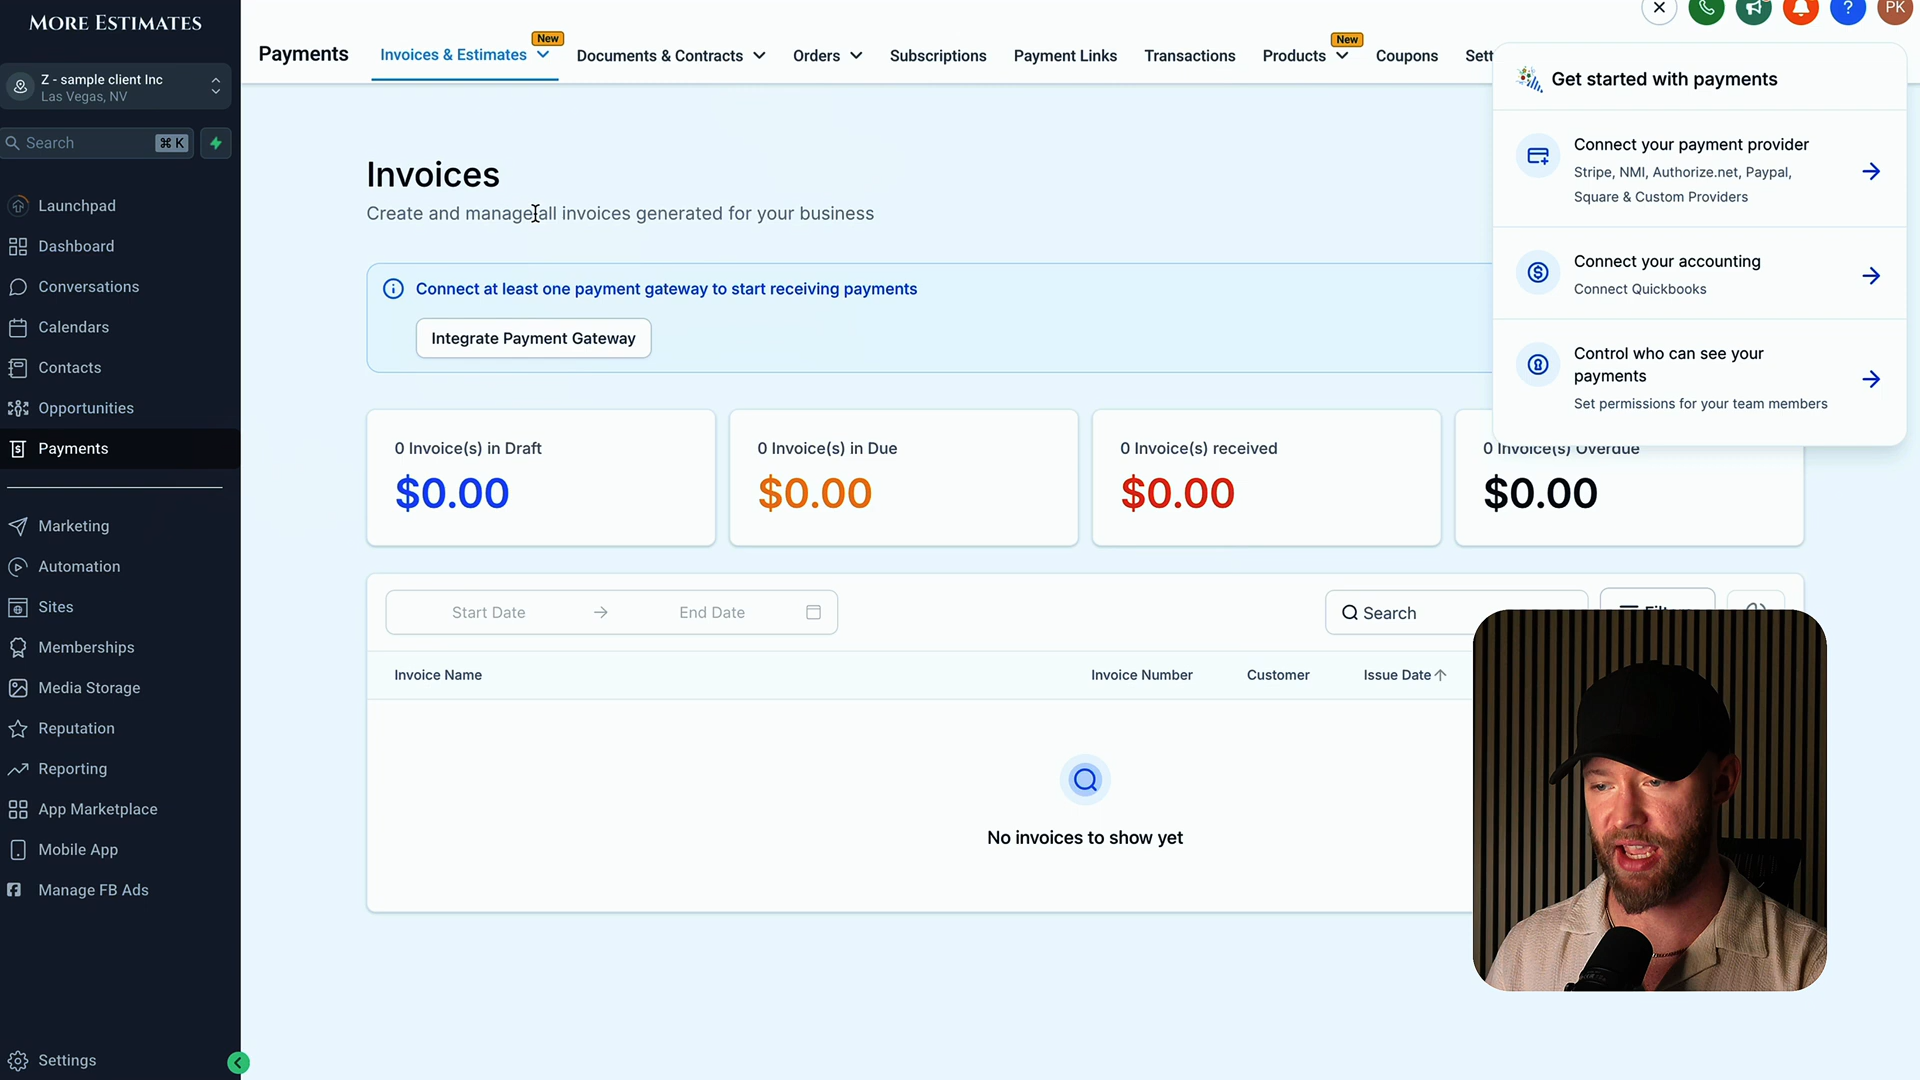 MORE ESTIMATES
Z - sample client Inc
Las Vegas, NV
Search
⌘ K
Launchpad
Dashboard
Conversations
Calendars
Contacts
Opportunities
Payments
Marketing
Automation
Sites
Memberships
Media Storage
Reputation
Reporting
App Marketplace
Mobile App
Manage FB Ads
Settings
Payments
Invoices & Estimates
New
Documents & Contracts
Orders
Subscriptions
Payment Links
Transactions
Products
New
Coupons
?
PK
Invoices
Create and manage all invoices generated for your business
Connect at least one payment gateway to start receiving payments
Integrate Payment Gateway
Get started with payments
Connect your payment provider
Stripe, NMI, Authorize.net, Paypal,
Square & Custom Providers
Connect your accounting
Connect Quickbooks
Control who can see your
payments
Set permissions for your team members
0 Invoice(s) in Draft
$0.00
0 Invoice(s) in Due
$0.00
0 Invoice(s) received
$0.00
0 Invoice(s) Overdue
$0.00
Start Date
End Date
Search
Invoice Name
Invoice Number
Customer
Issue Date
No invoices to show yet